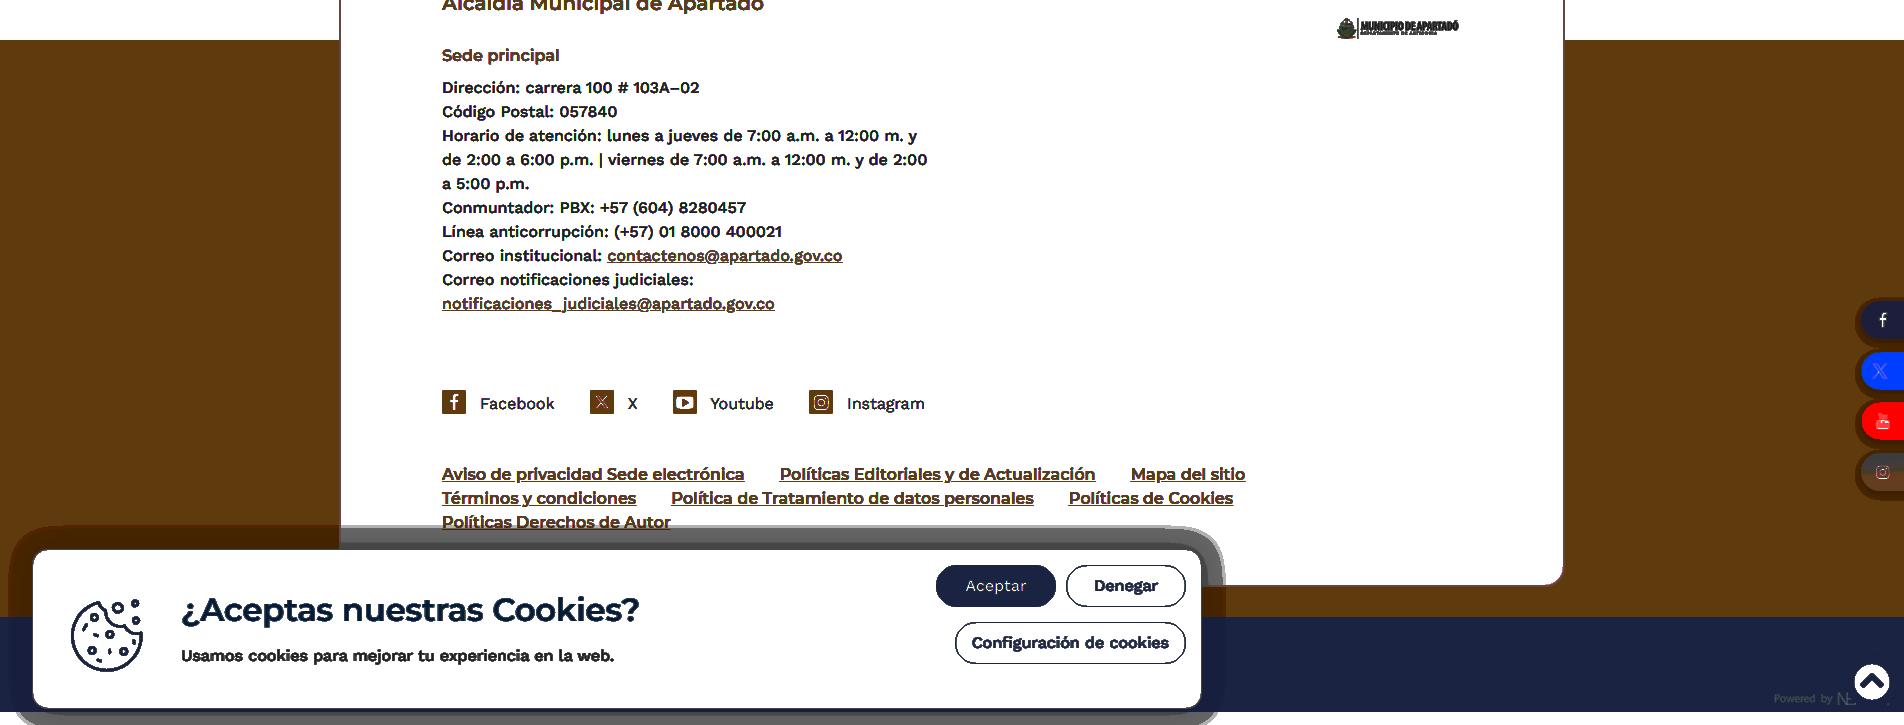 Alcaldía Municipal de Apartadó
MUNICIPIO DE APARTADÓ
Sede principal
Dirección: carrera 100 # 103A–02
Código Postal: 057840
Horario de atención: lunes a jueves de 7:00 a.m. a 12:00 m. y
de 2:00 a 6:00 p.m. | viernes de 7:00 a.m. a 12:00 m. y de 2:00
a 5:00 p.m.
Conmuntador: PBX: +57 (604) 8280457
Línea anticorrupción: (+57) 01 8000 400021
Correo institucional: contactenos@apartado.gov.co
Correo notificaciones judiciales:
notificaciones_judiciales@apartado.gov.co
Facebook X Youtube Instagram
Aviso de privacidad Sede electrónica Políticas Editoriales y de Actualización Mapa del sitio
Términos y condiciones Política de Tratamiento de datos personales Políticas de Cookies
Políticas Derechos de Autor
¿Aceptas nuestras Cookies?
Usamos cookies para mejorar tu experiencia en la web.
Aceptar Denegar
Configuración de cookies
Powered by